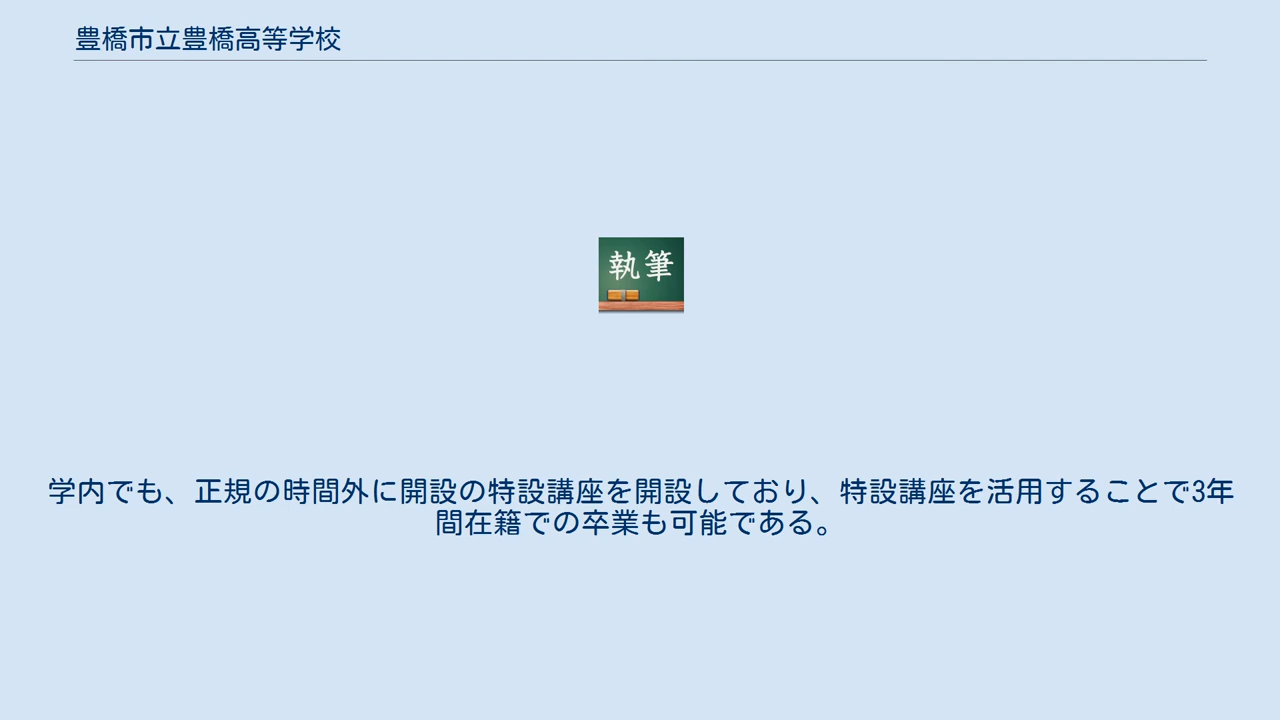 豊橋市立豊橋高等学校
執筆
学内でも、正規の時間外に開設の特設講座を開設しており、特設講座を活用することで3年
間在籍での卒業も可能である。